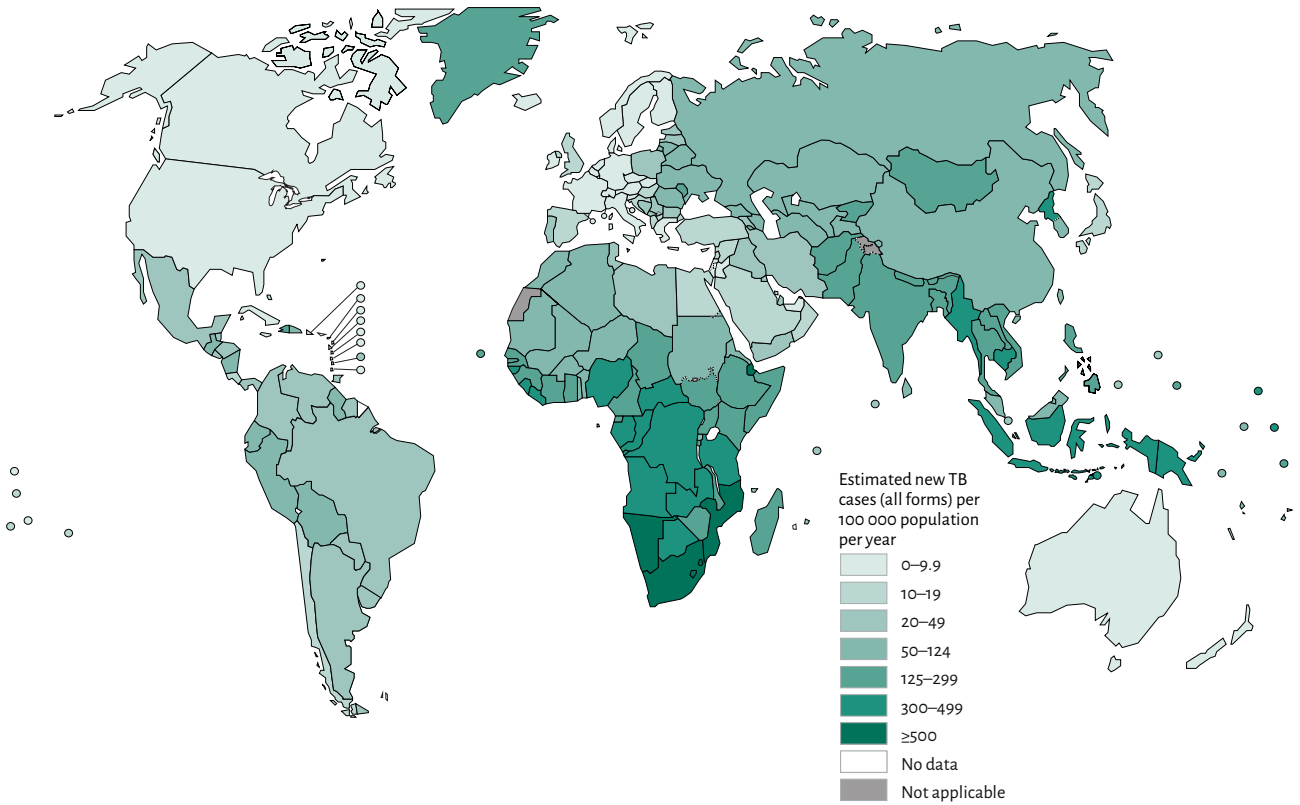 Estimated new TB
cases (all forms) per
100 000 population
per year
0–9.9
10–19
20–49
50–124
125–299
300–499
≥500
No data
Not applicable